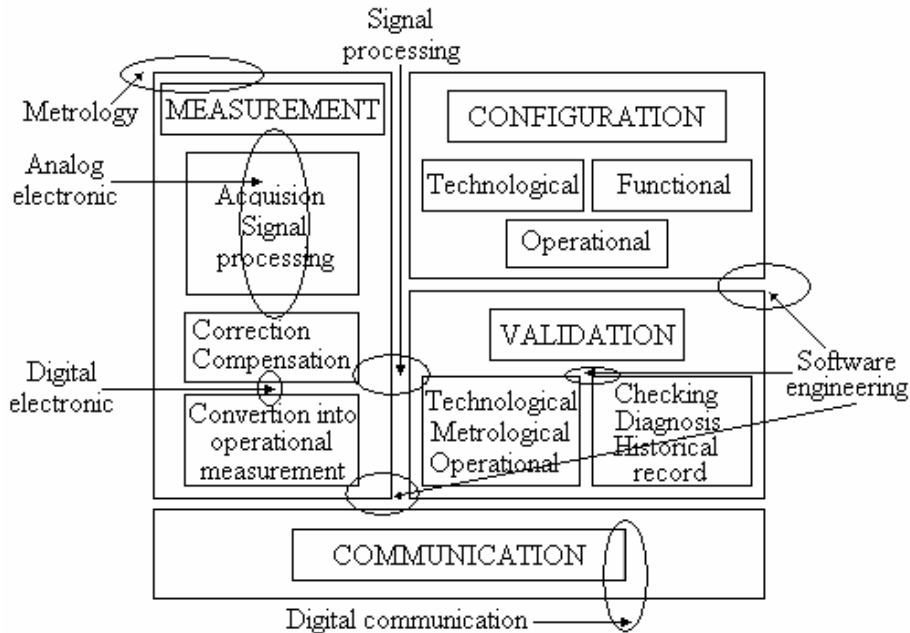 Signal
processing
Metrology
MEASUREMENT
Analog
electronic
Acquision
Signal
processing
Correction
Compensation
Digital
electronic
Convertion into
operational
measurement
CONFIGURATION
Technological
Functional
Operational
VALIDATION
Technological
Metrological
Operational
Checking
Diagnosis
Historical
record
Software
engineering
COMMUNICATION
Digital communication